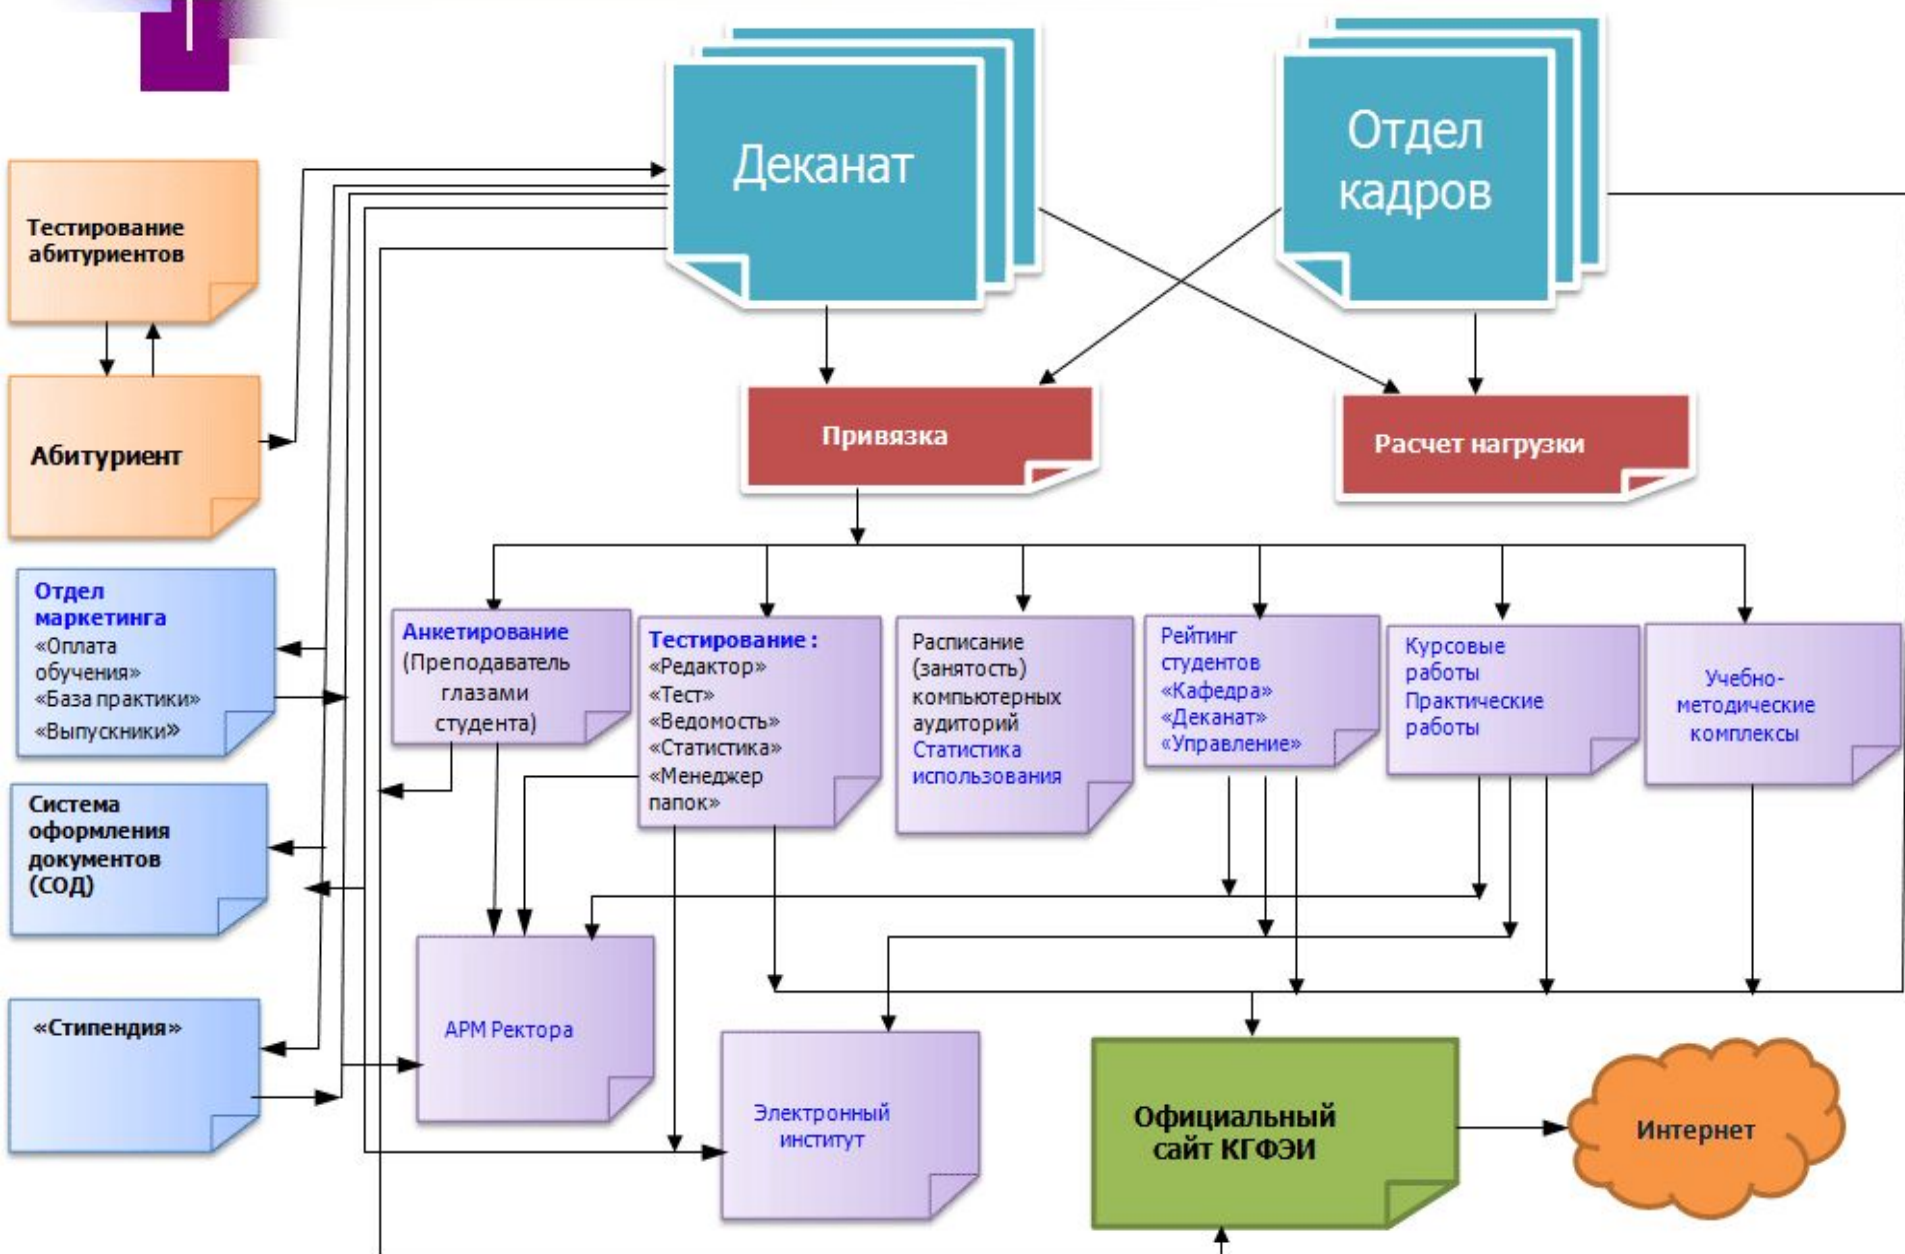 Деканат
Отдел
кадров
Тестирование
абитуриентов
Абитуриент
Привязка
Расчет нагрузки
Отдел
маркетинга
«Оплата
обучения»
«База практики»
«Выпускники»
Анкетирование
(Преподаватель
глазами
студента)
Тестирование :
«Редактор»
«Тест»
«Ведомость»
«Статистика»
«Менеджер
папок»
Расписание
(занятость)
компьютерных
аудиторий
Статистика
использования
Рейтинг
студентов
«Кафедра»
«Деканат»
«Управление»
Курсовые
работы
Практические
работы
Учебно-
методические
комплексы
Система
оформления
документов
(СОД)
«Стипендия»
АРМ Ректора
Электронный
институт
Официальный
сайт КГФЭИ
Интернет